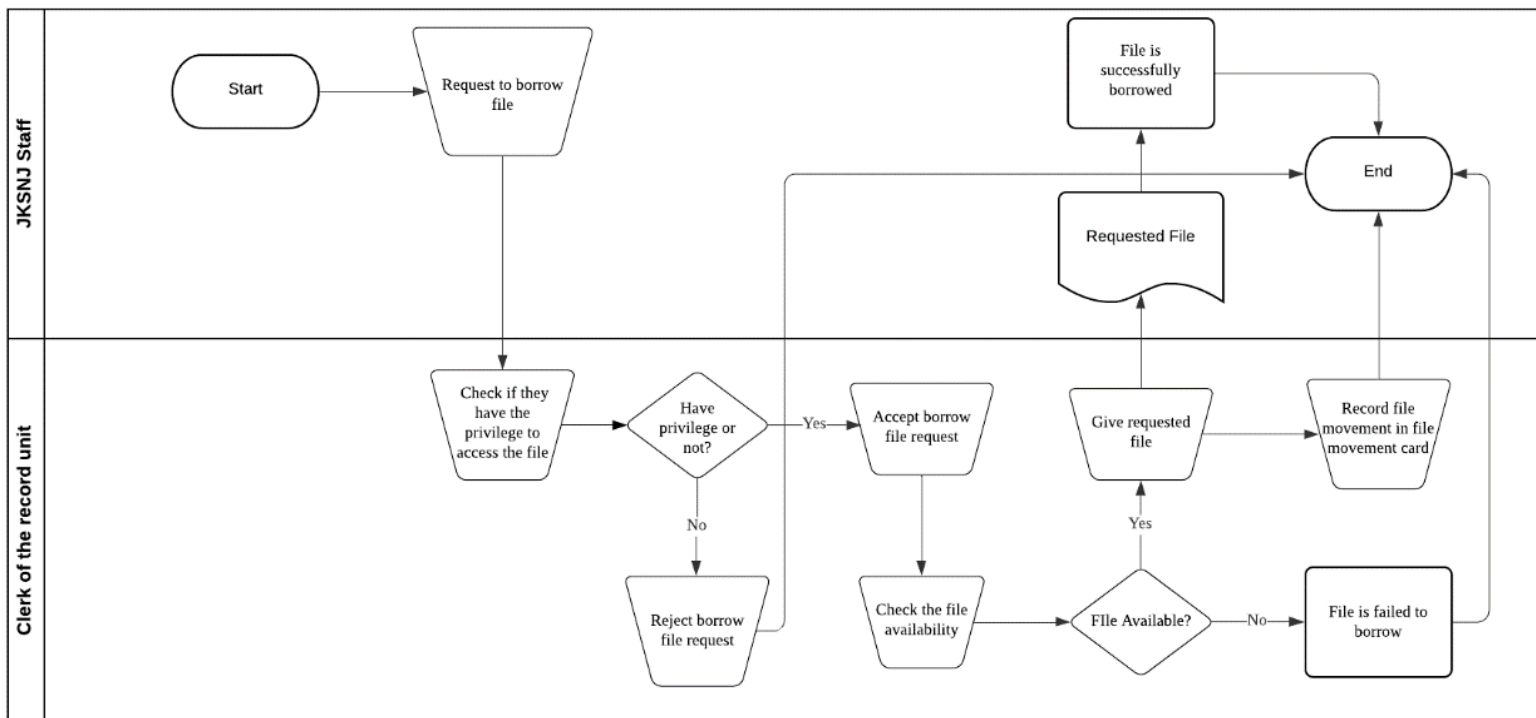 JKSNJ Staff
Start
Request to borrow
file
File is
successfully
borrowed
End
Requested File
Clerk of the record unit
Check if they
have the
privilege to
access the file
Have
privilege or
not?
Yes
Accept borrow
file request
Give requested
file
Record file
movement in file
movement card
No
Yes
Reject borrow
file request
Check the file
availability
FIle Available?
No
File is failed to
borrow